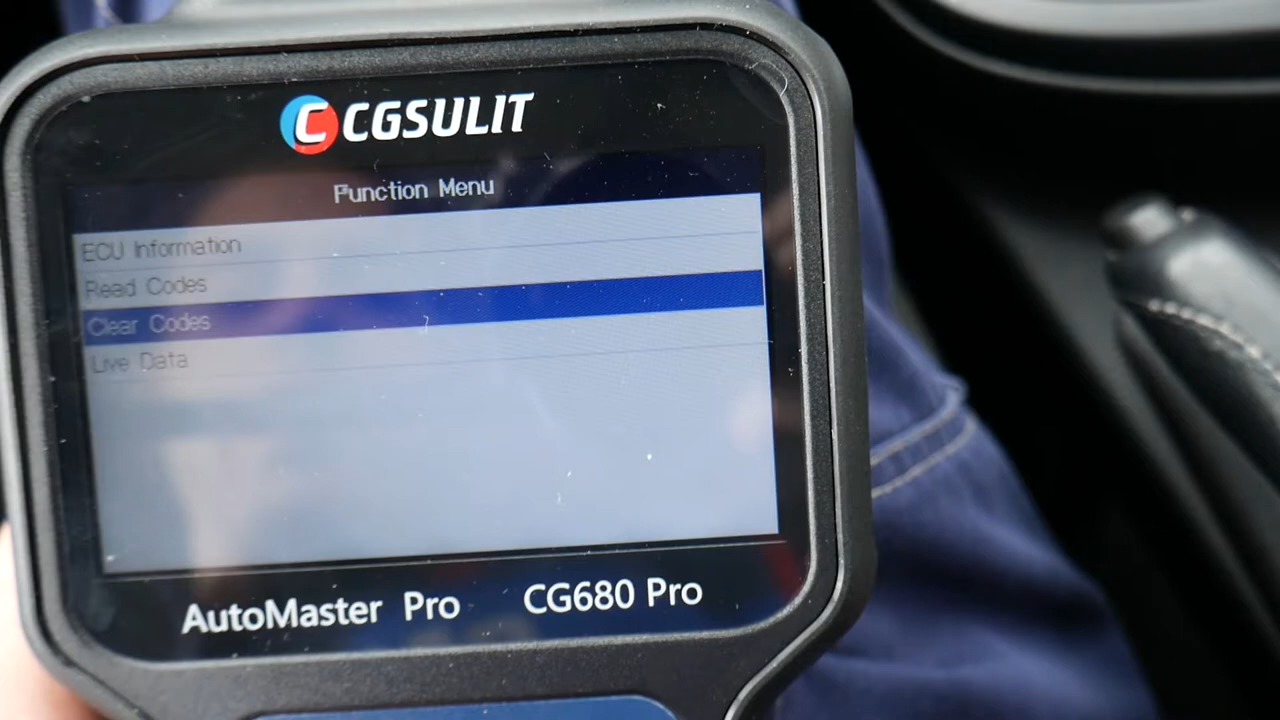 CGSULIT
Function Menu
ECU Information
Read Codes
Clear Codes
Live Data
AutoMaster Pro CG680 Pro